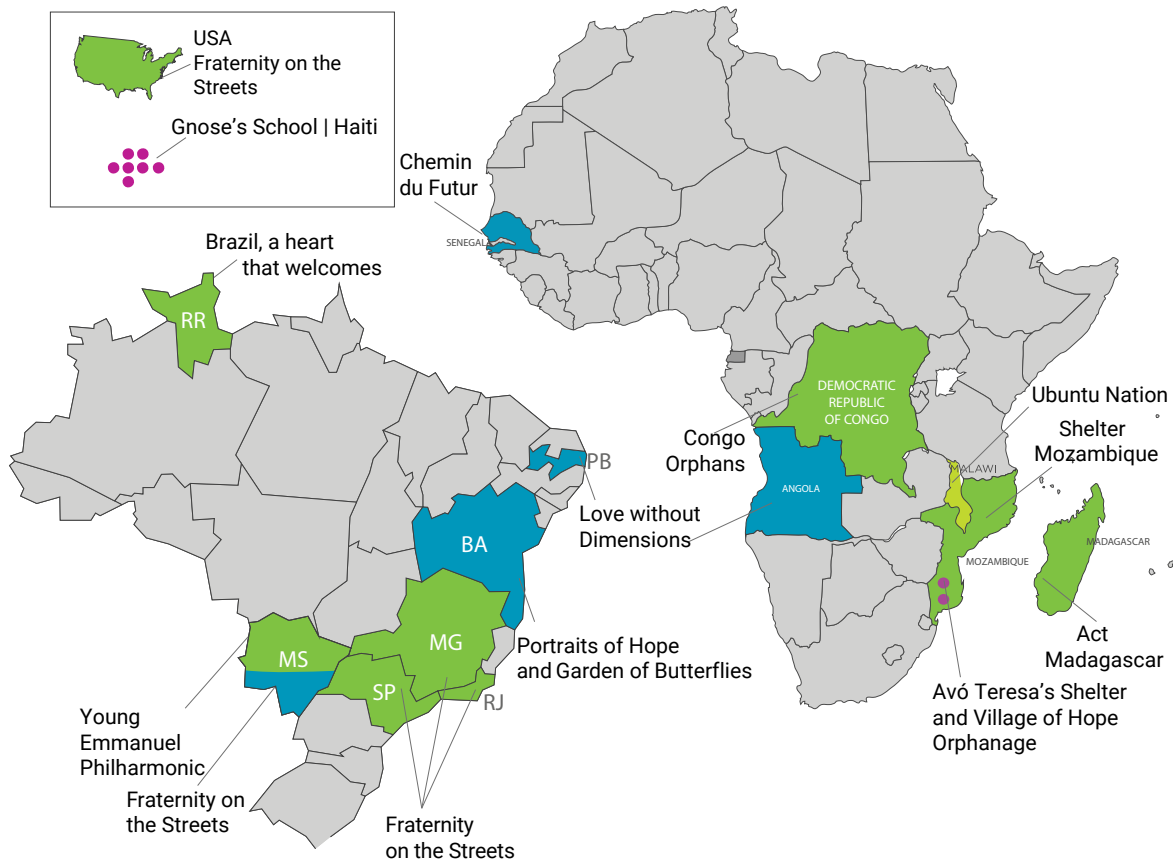 USA
Fraternity on the
Streets
Gnose's School | Haiti
Chemin
du Futur
SENEGAL
Brazil, a heart
that welcomes
RR
DEMOCRATIC
REPUBLIC
OF CONGO
Ubuntu Nation
Congo
Orphans
Shelter
Mozambique
MALAWI
PB
ANGOLA
Love without
Dimensions
BA
MADAGASCAR
MOZAMBIQUE
MG
Portraits of Hope
and Garden of Butterflies
MS
SP
RJ
Act
Madagascar
Avó Teresa's Shelter
and Village of Hope
Orphanage
Young
Emmanuel
Philharmonic
Fraternity on
the Streets
Fraternity
on the Streets